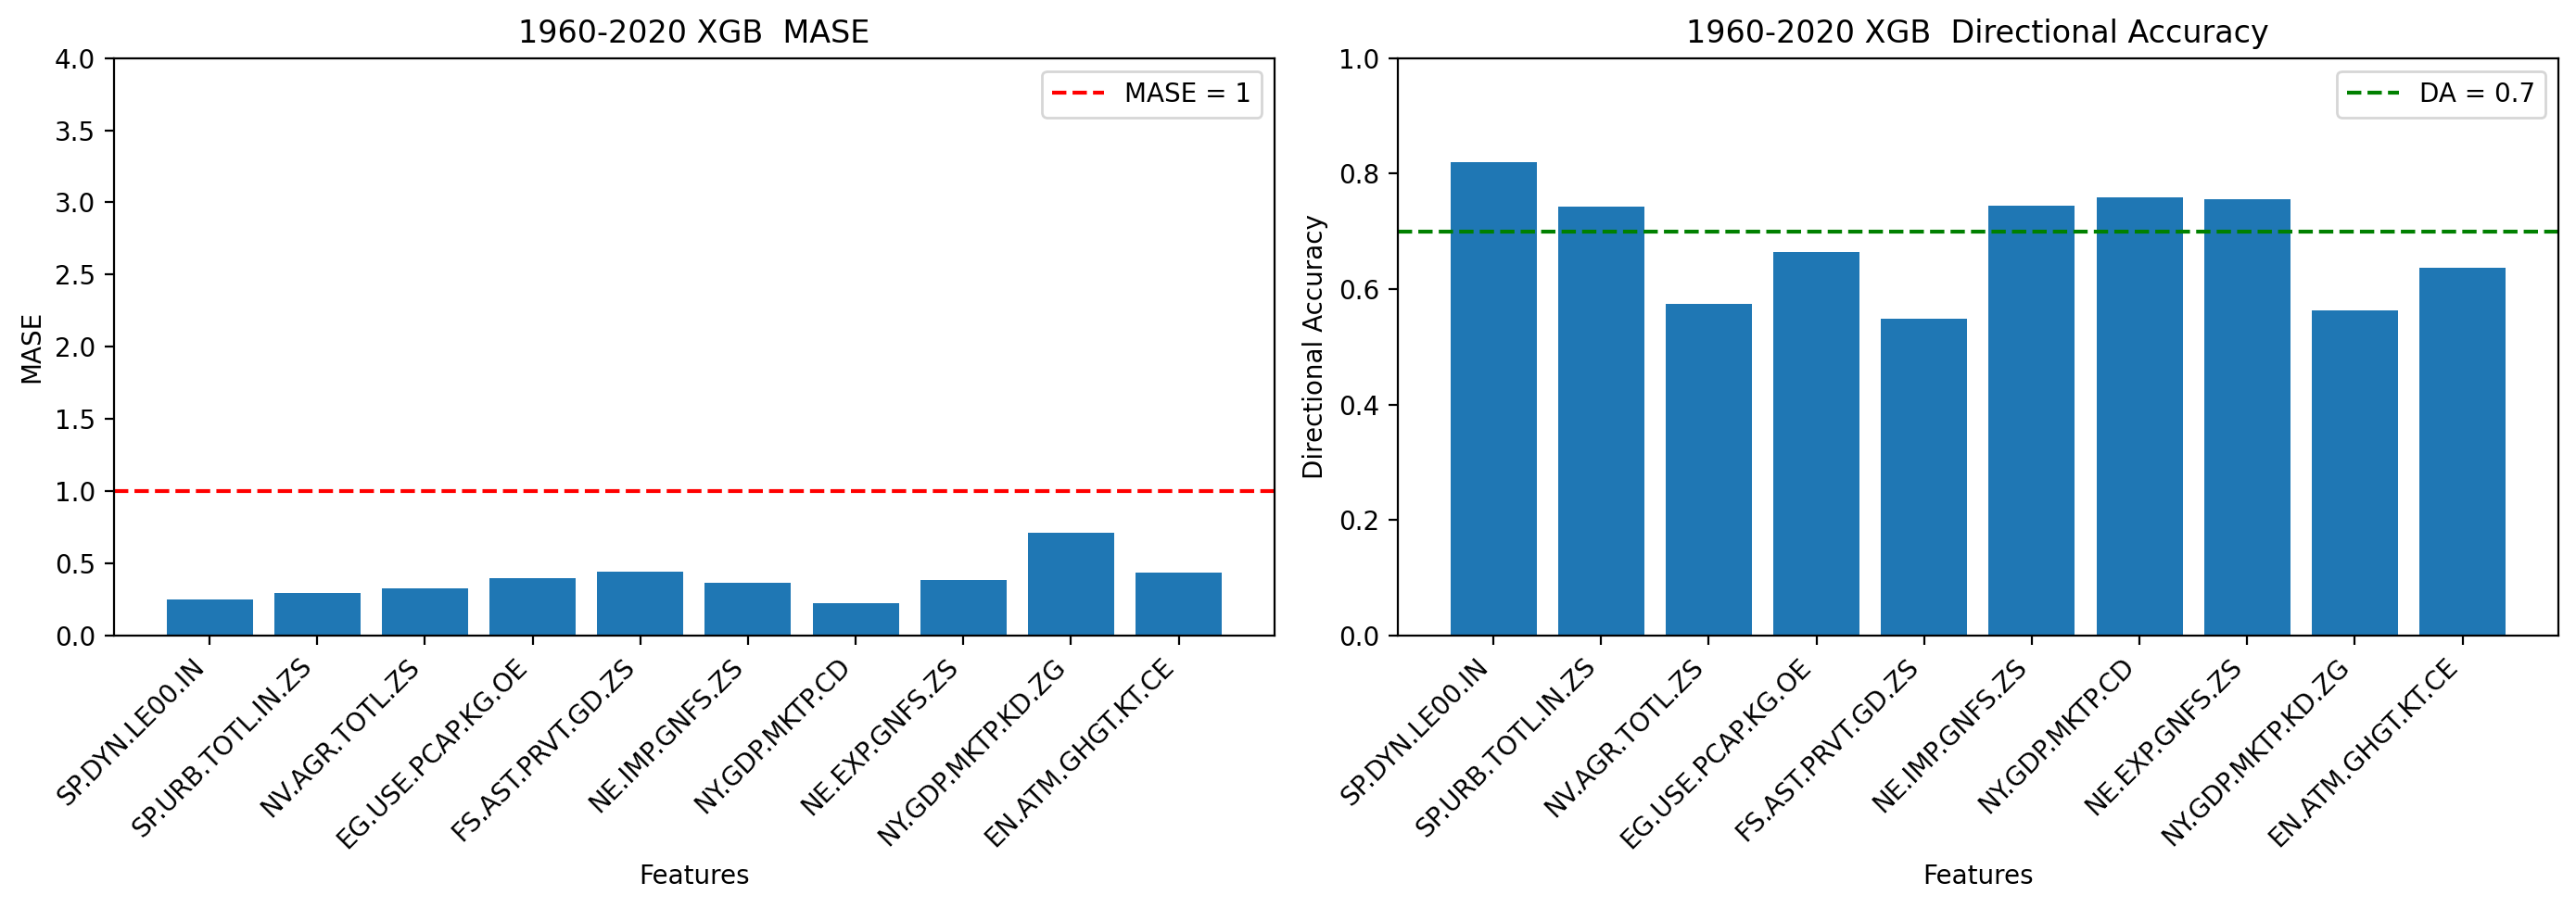 1960-2020 XGB  MASE
MASE = 1
4.0
3.5
3.0
2.5
2.0
1.5
1.0
0.5
0.0
MASE
SP.DYN.LE00.IN
SP.URB.TOTL.IN.ZS
NV.AGR.TOTL.ZS
EG.USE.PCAP.KG.OE
FS.AST.PRVT.GD.ZS
NE.IMP.GNFS.ZS
NY.GDP.MKTP.CD
NE.EXP.GNFS.ZS
NY.GDP.MKTP.KD.ZG
EN.ATM.GHGT.KT.CE
Features
1960-2020 XGB  Directional Accuracy
DA = 0.7
1.0
0.8
0.6
0.4
0.2
0.0
Directional Accuracy
SP.DYN.LE00.IN
SP.URB.TOTL.IN.ZS
NV.AGR.TOTL.ZS
EG.USE.PCAP.KG.OE
FS.AST.PRVT.GD.ZS
NE.IMP.GNFS.ZS
NY.GDP.MKTP.CD
NE.EXP.GNFS.ZS
NY.GDP.MKTP.KD.ZG
EN.ATM.GHGT.KT.CE
Features